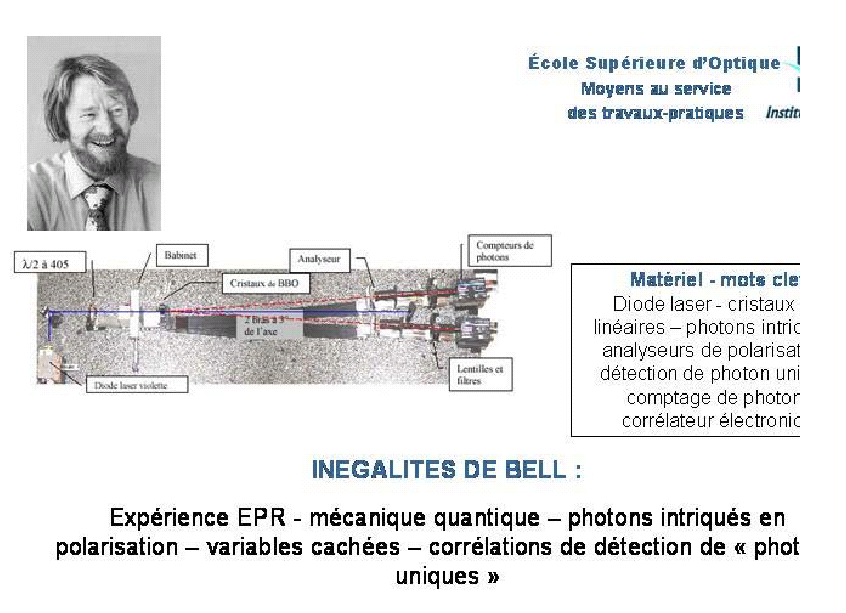 École Supérieure d'Optique
Moyens au service
des travaux-pratiques
Instit
λ/2 à 405
Babinet
Cristaux de BBO
Analyseur
Compteurs de
photons
de l'axe
Diode laser violette
Lentilles et
filtres
Matériel - mots cle
Diode laser - cristaux
linéaires – photons intric
analyseurs de polarisat
détection de photon uni
comptage de photon
corrélateur électronic
INEGALITES DE BELL :
Expérience EPR - mécanique quantique – photons intriqués en
polarisation – variables cachées – corrélations de détection de « phot
uniques »